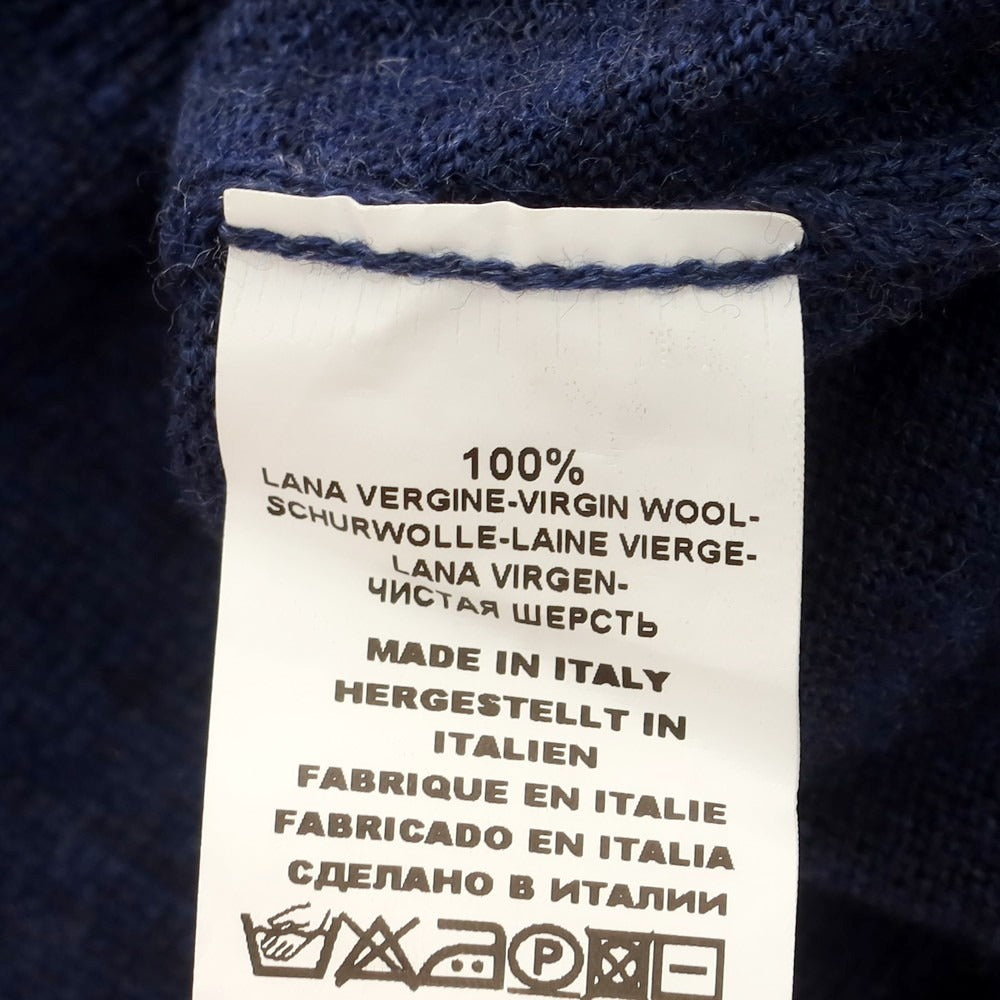 100%
LANA VERGINE-VIRGIN WOOL-
SCHURWOLLE-LAINE VIERGE-
LANA VIRGEN-
ЧИСТАЯ ШЕРСТЬ
MADE IN ITALY
HERGESTELLT IN
ITALIEN
FABRIQUE EN ITALIE
FABRICADO EN ITALIA
СДЕЛАНО В ИТАЛИИ
P